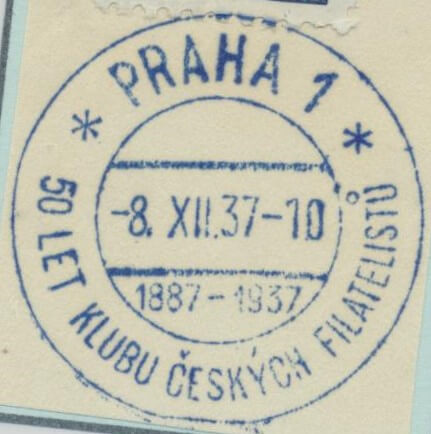 * PRAHA 1 *
-8. XII.37-10
1887-1937
50 LET KLUBU ČESKÝCH FILATELISTŮ